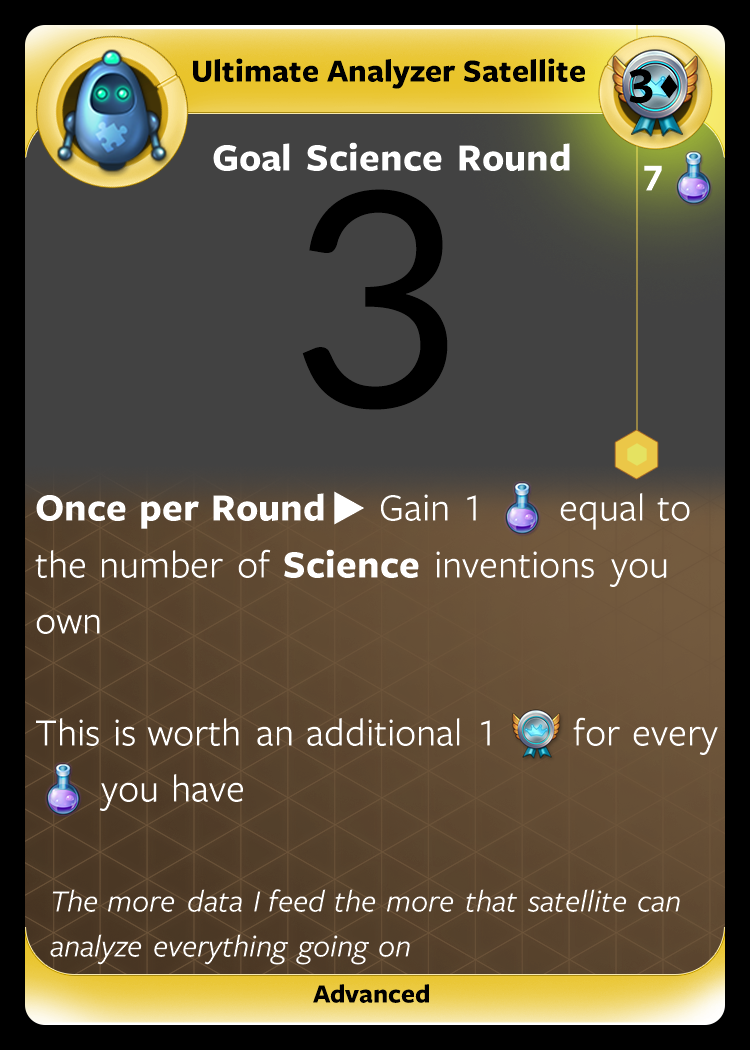 Ultimate Analyzer Satellite
3♦
Goal Science Round
7
3
Once per Round▶ Gain 1 equal to
the number of Science inventions you
own
This is worth an additional 1 for every
you have
The more data I feed the more that satellite can
analyze everything going on
Advanced